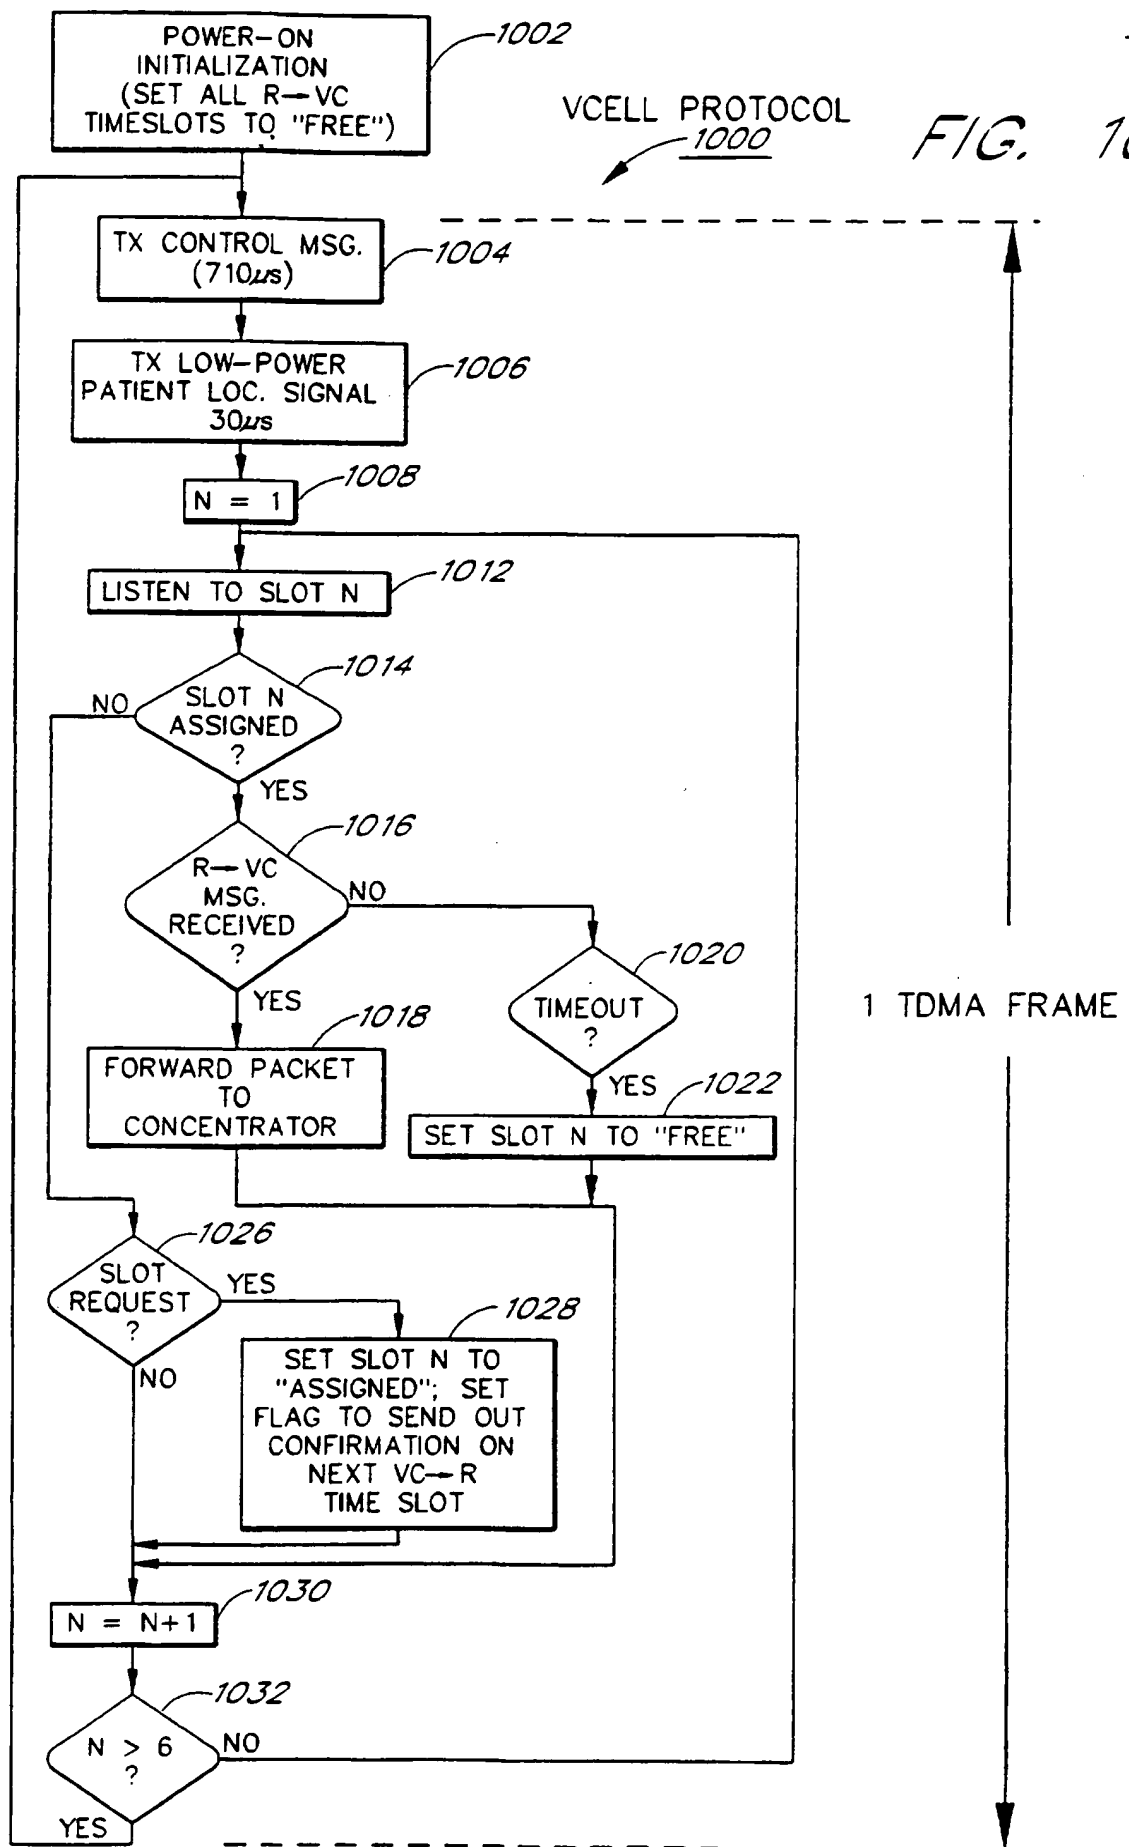 POWER-ON
INITIALIZATION
(SET ALL R→VC
TIMESLOTS TO "FREE")
1002
VCELL PROTOCOL
1000
FIG.
TX CONTROL MSG.
(710µs)
1004
TX LOW-POWER
PATIENT LOC. SIGNAL
30µs
1006
N = 1
1008
LISTEN TO SLOT N
1012
SLOT N
ASSIGNED
?
1014
NO
YES
R→VC
MSG.
RECEIVED
?
1016
NO
YES
TIMEOUT
?
1020
YES
1 TDMA FRAME
FORWARD PACKET
TO
CONCENTRATOR
1018
SET SLOT N TO "FREE"
1022
SLOT
REQUEST
?
1026
YES
NO
SET SLOT N TO
"ASSIGNED"; SET
FLAG TO SEND OUT
CONFIRMATION ON
NEXT VC→R
TIME SLOT
1028
N = N+1
1030
N > 6
?
1032
NO
YES